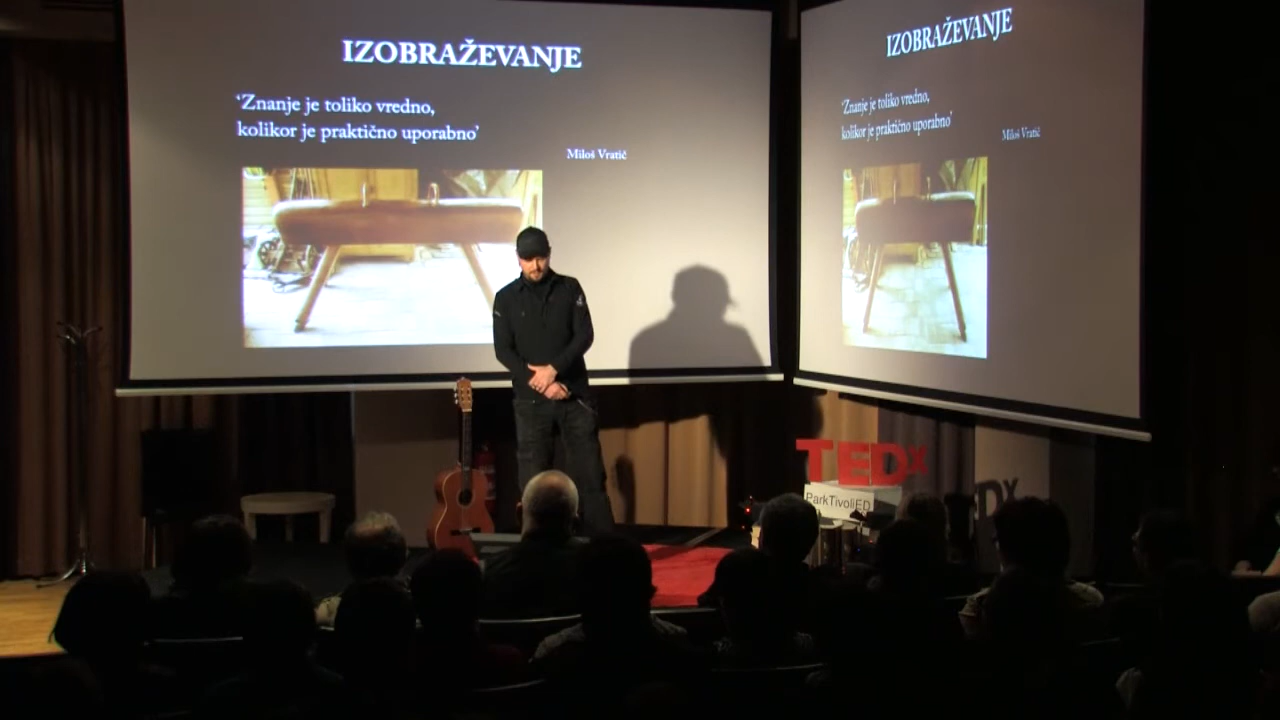 IZOBRAŽEVANJE
‘Znanje je toliko vredno,
kolikor je praktično uporabno’
Miloš Vratič
IZOBRAŽEVANJE
‘Znanje je toliko vredno,
kolikor je praktično uporabno’
Miloš Vratič
TEDx
ParkTivoliED
EDx